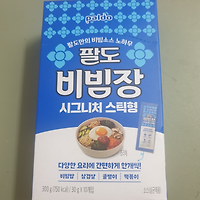 paldo
팔도만의 비빔소스 노하우
팔도
비빔장
시그니처 스틱형
다양한 요리에 간편하게 만개씩!
비빔밥 삼겹살 골뱅이 떡볶이